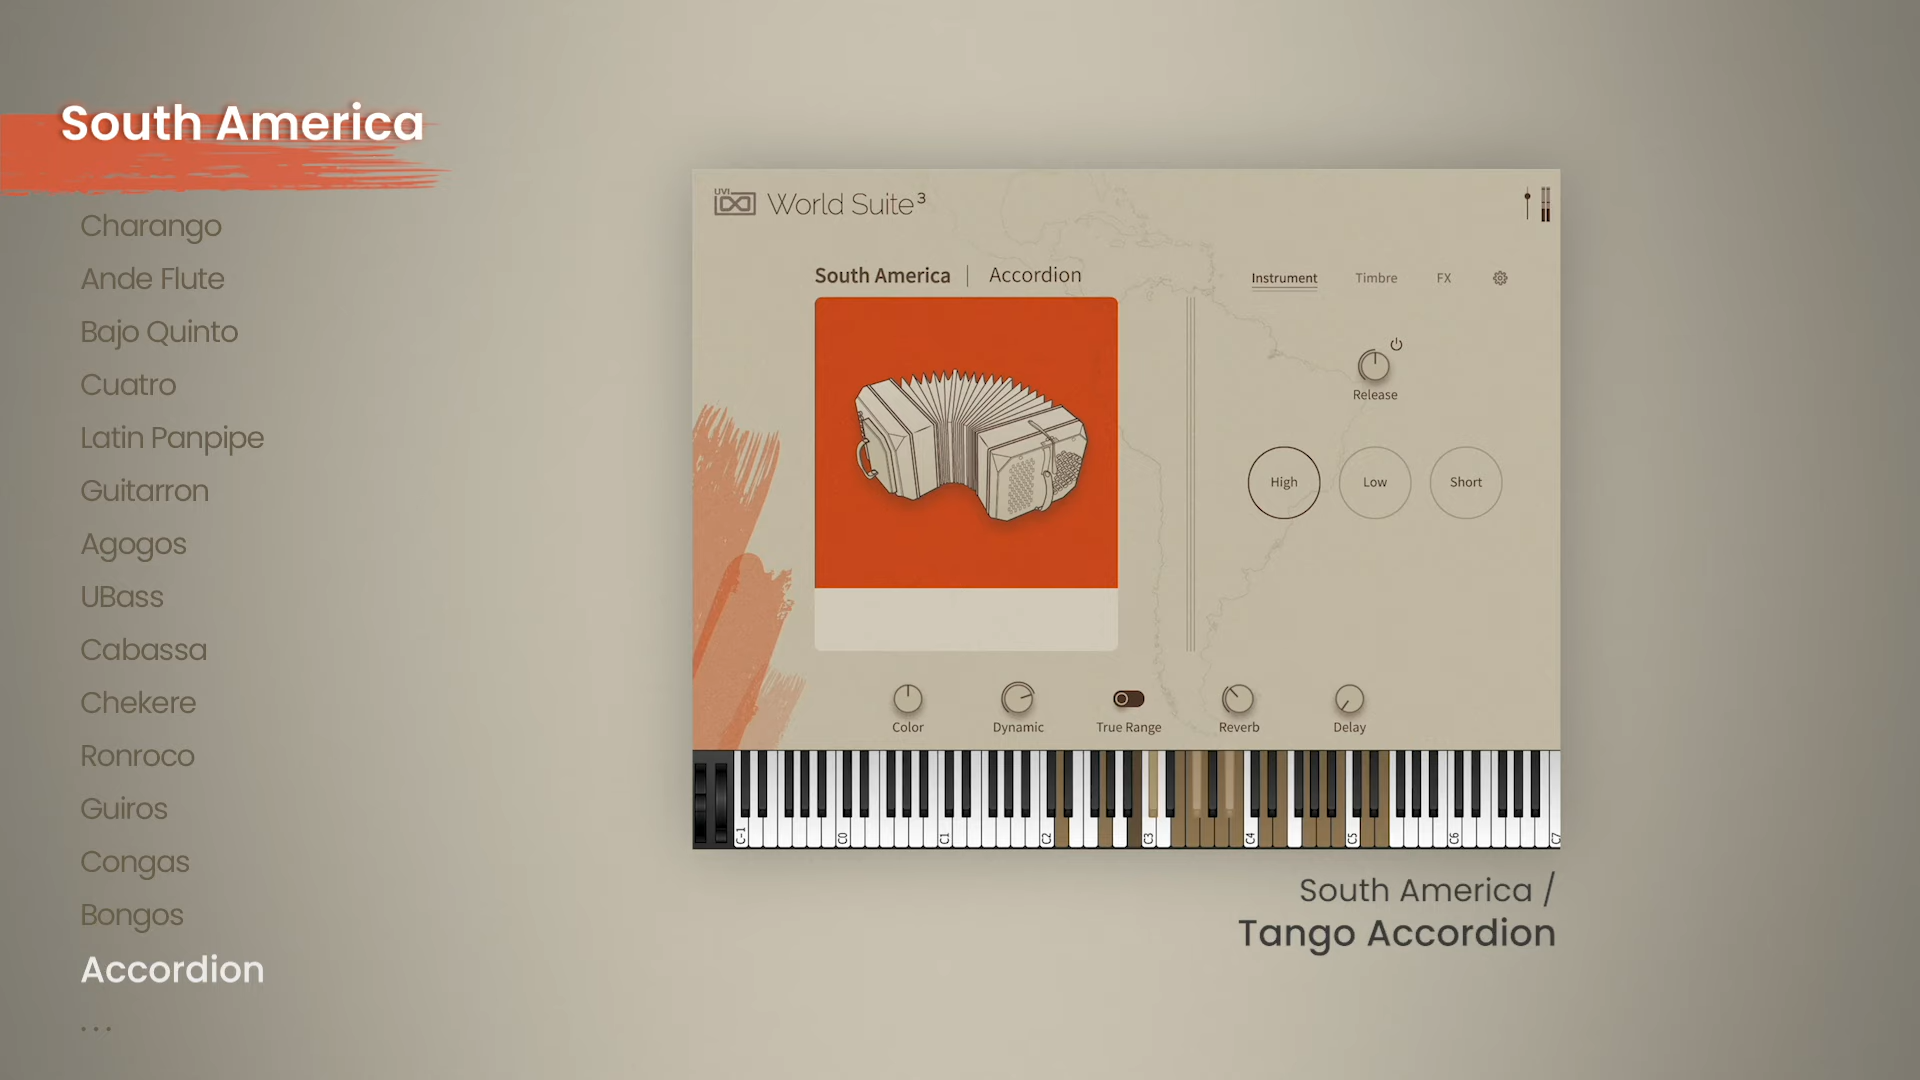 South America
Charango
Ande Flute
Bajo Quinto
Cuatro
Latin Panpipe
Guitarron
Agogos
UBass
Cabassa
Chekere
Ronroco
Guiros
Congas
Bongos
Accordion
...
UVI World Suite³
South America | Accordion
Instrument Timbre FX
Release
High Low Short
Color Dynamic True Range Reverb Delay
C-1 C0 C1 C2 C3 C4 C5 C6 C7
South America /
Tango Accordion